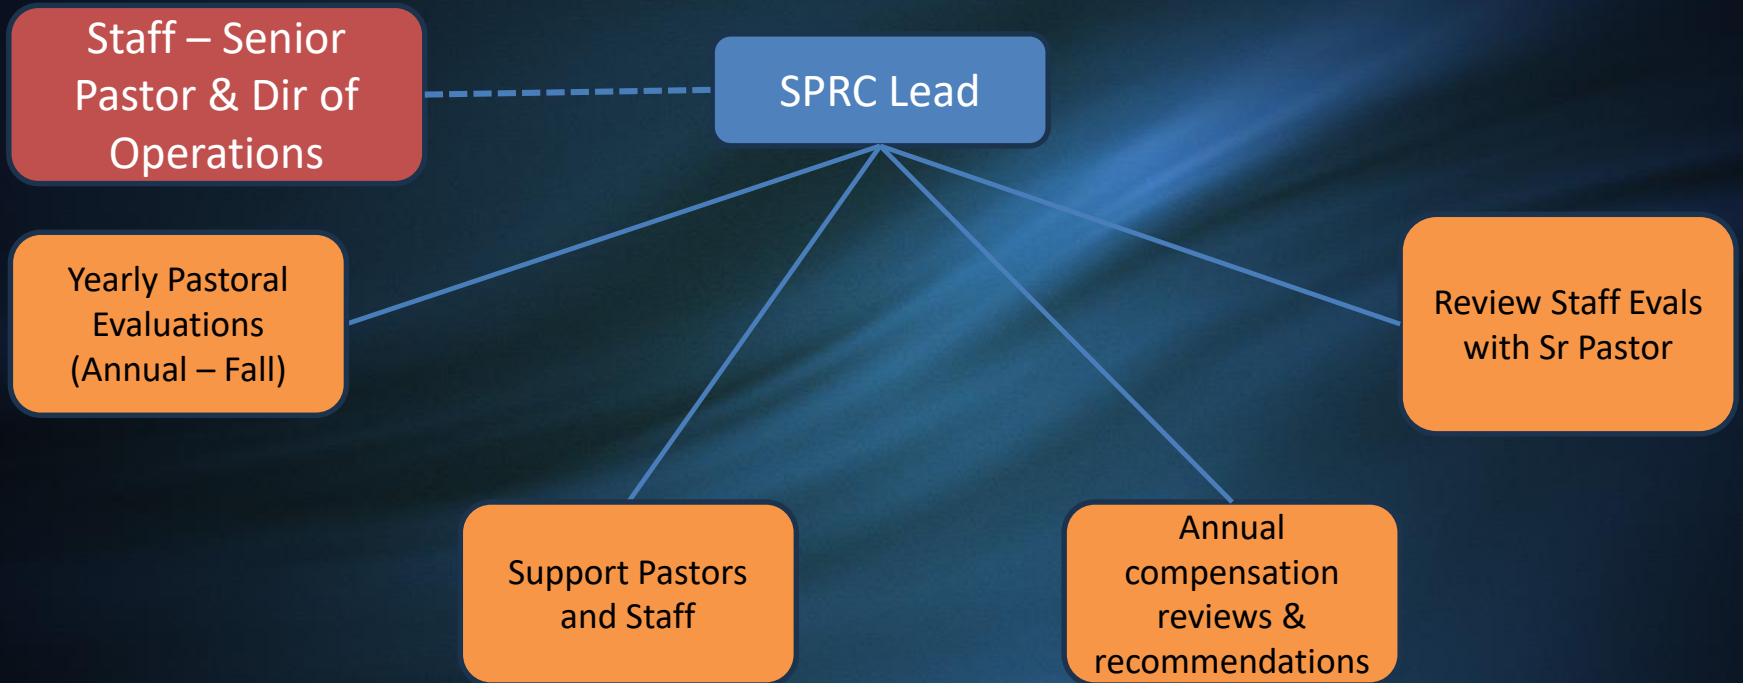 Staff – Senior
Pastor & Dir of
Operations
SPRC Lead
Yearly Pastoral
Evaluations
(Annual – Fall)
Review Staff Evals
with Sr Pastor
Support Pastors
and Staff
Annual
compensation
reviews &
recommendations